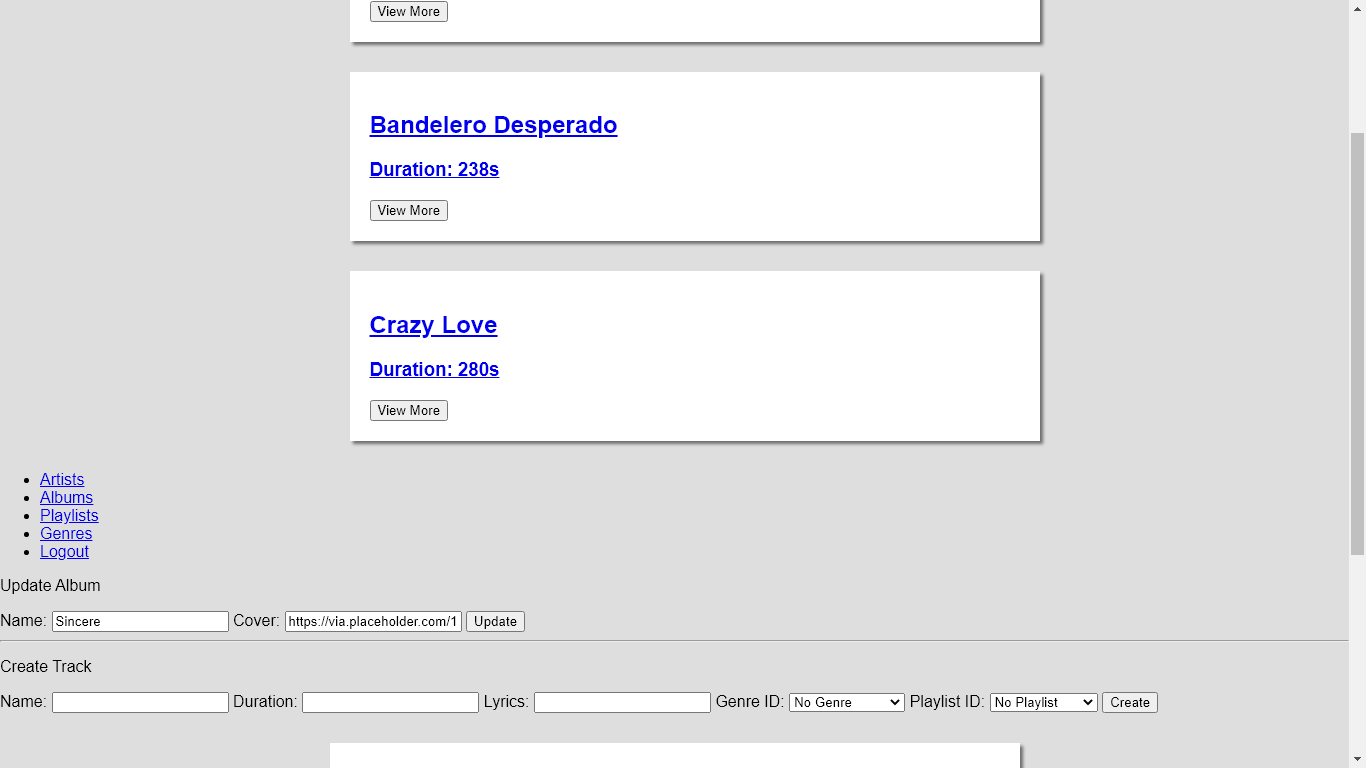 View More
Bandelero Desperado
Duration: 238s
View More
Crazy Love
Duration: 280s
View More
Artists
Albums
Playlists
Genres
Logout
Update Album
Name: Sincere Cover: https://via.placeholder.com/1 Update
Create Track
Name: Duration: Lyrics: Genre ID: No Genre Playlist ID: No Playlist Create